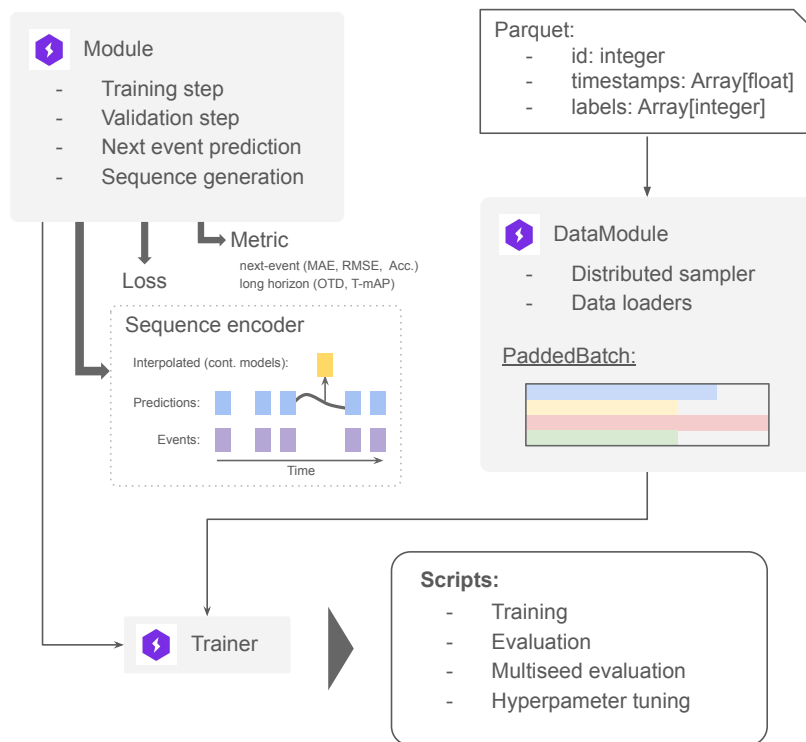 Module
- Training step
- Validation step
- Next event prediction
- Sequence generation
Metric
next-event (MAE, RMSE, Acc.)
long horizon (OTD, T-mAP)
Loss
Sequence encoder
Interpolated (cont. models):
Predictions:
Events:
Time
Parquet:
- id: integer
- timestamps: Array[float]
- labels: Array[integer]
DataModule
- Distributed sampler
- Data loaders
PaddedBatch:
Trainer
Scripts:
- Training
- Evaluation
- Multiseed evaluation
- Hyperpameter tuning